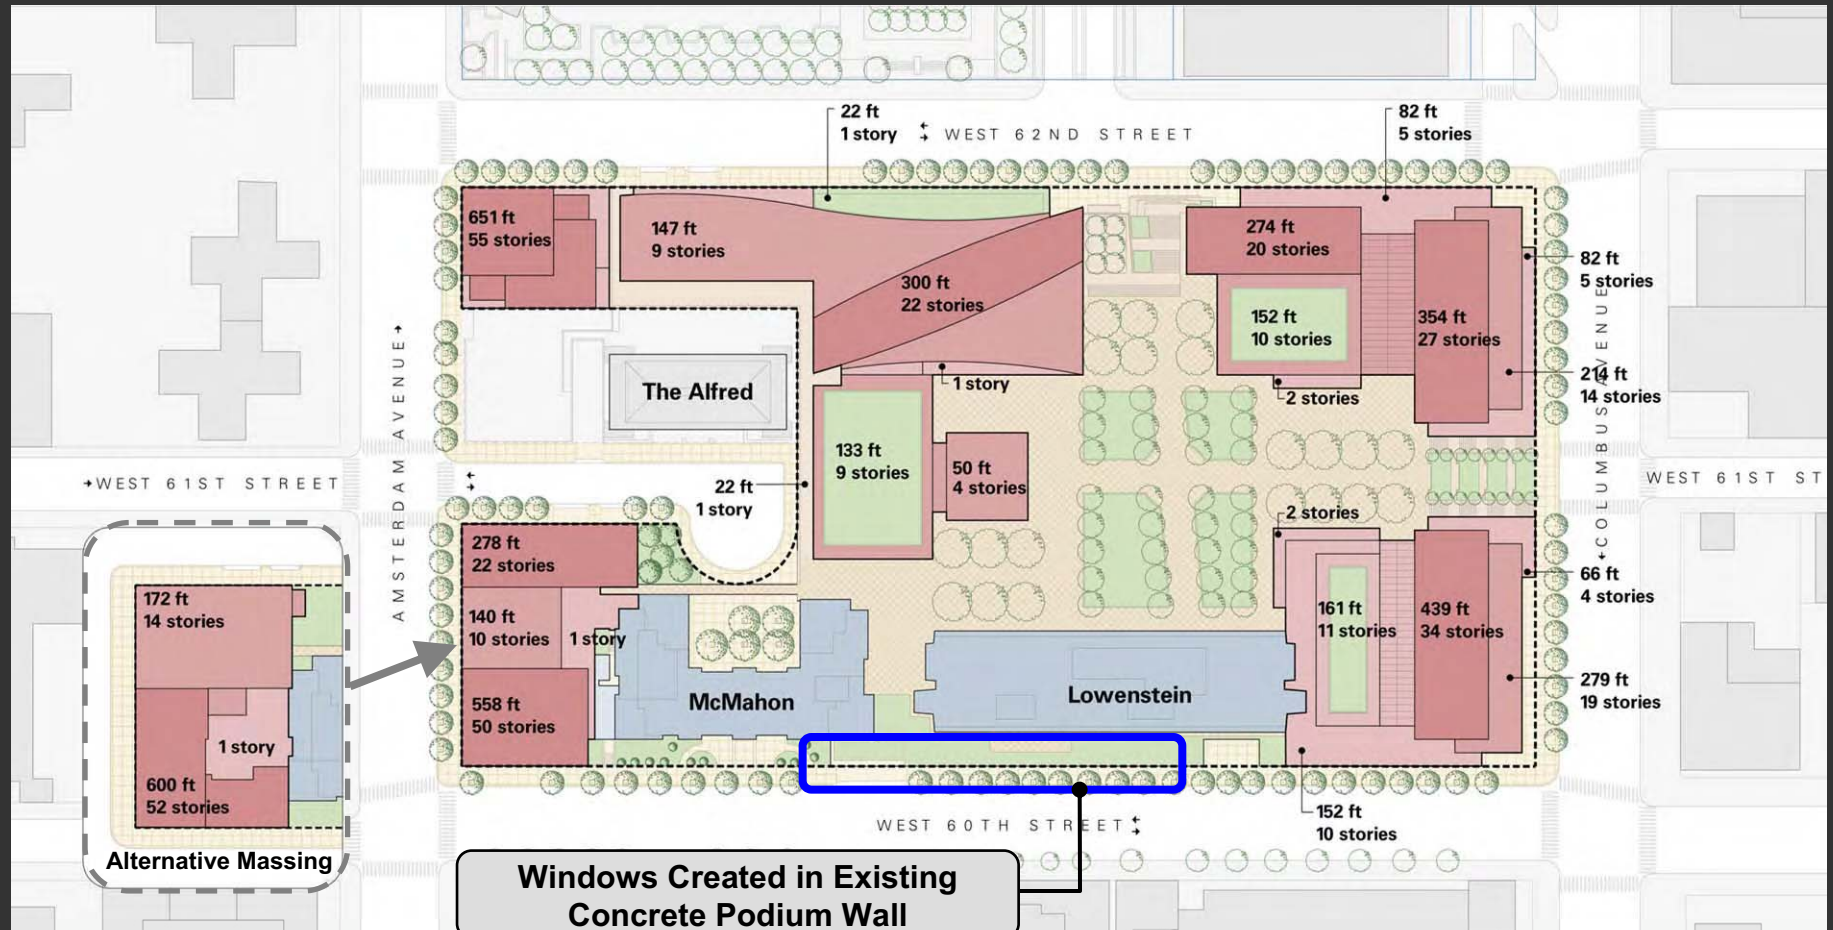 22 ft
1 story
WEST 62ND STREET
82 ft
5 stories
651 ft
55 stories
147 ft
9 stories
300 ft
22 stories
274 ft
20 stories
82 ft
5 stories
152 ft
10 stories
354 ft
27 stories
214 ft
14 stories
1 story
2 stories
The Alfred
AMSTERDAM AVENUE
COLUMBUS AVENUE
133 ft
9 stories
50 ft
4 stories
22 ft
1 story
WEST 61ST STREET
WEST 61ST ST
2 stories
278 ft
22 stories
140 ft
10 stories
1 story
558 ft
50 stories
McMahon
Lowenstein
161 ft
11 stories
439 ft
34 stories
66 ft
4 stories
279 ft
19 stories
172 ft
14 stories
1 story
600 ft
52 stories
Alternative Massing
WEST 60TH STREET
152 ft
10 stories
Windows Created in Existing
Concrete Podium Wall